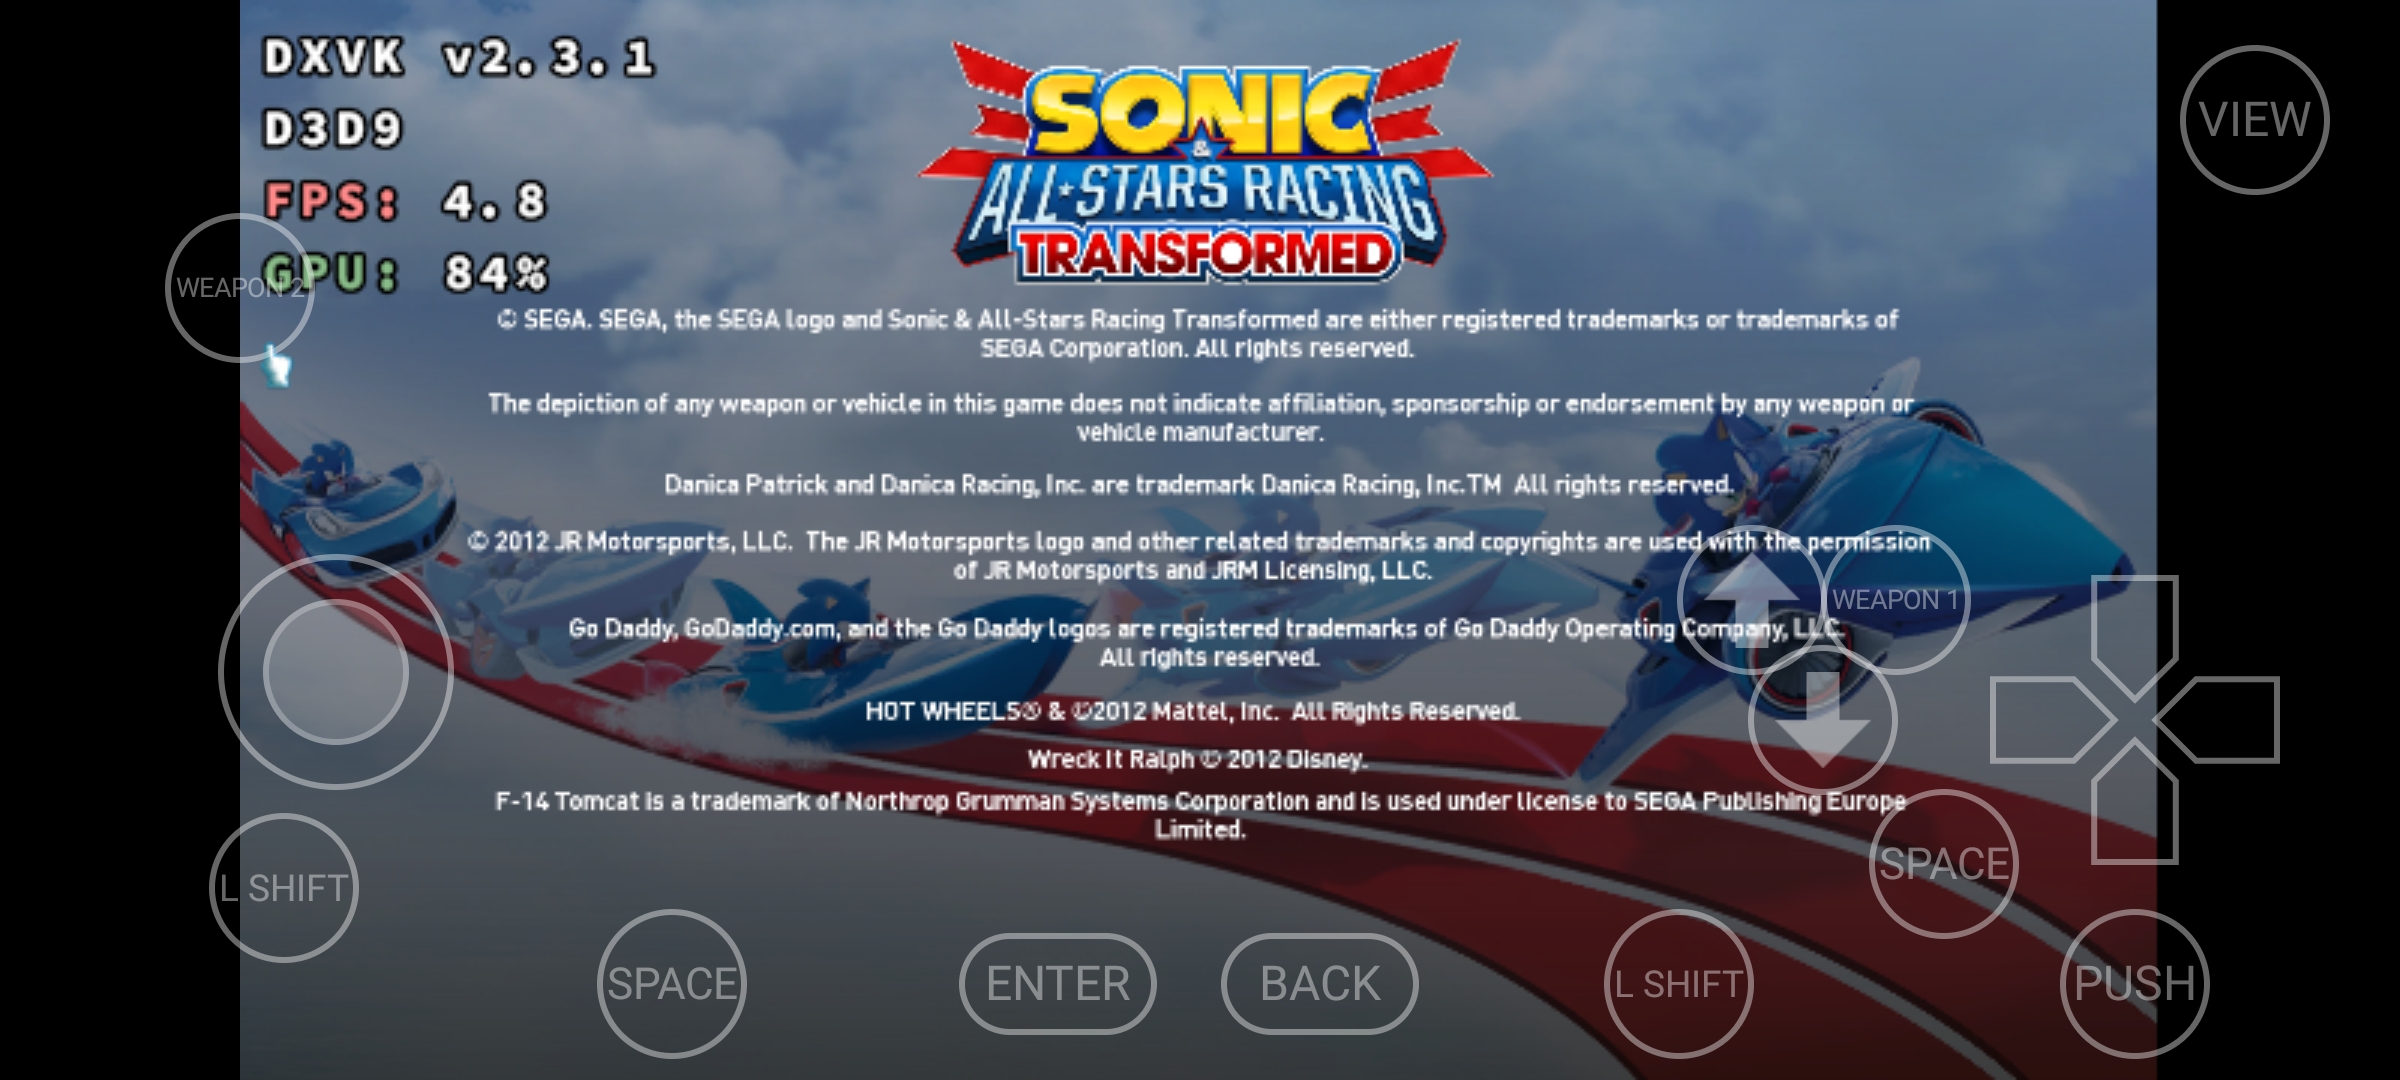 DXVK v2.3.1
D3D9
FPS: 4.8
GPU: 84%
WEAPON 2
VIEW
SONIC
&
ALL★STARS RACING
TRANSFORMED
© SEGA. SEGA, the SEGA logo and Sonic & All-Stars Racing Transformed are either registered trademarks or trademarks of
SEGA Corporation. All rights reserved.
The depiction of any weapon or vehicle in this game does not indicate affiliation, sponsorship or endorsement by any weapon or
vehicle manufacturer.
Danica Patrick and Danica Racing, Inc. are trademark Danica Racing, Inc.TM All rights reserved.
© 2012 JR Motorsports, LLC. The JR Motorsports logo and other related trademarks and copyrights are used with the permission
of JR Motorsports and JRM Licensing, LLC.
WEAPON 1
Go Daddy, GoDaddy.com, and the Go Daddy logos are registered trademarks of Go Daddy Operating Company, LLC.
All rights reserved.
HOT WHEELS® & ©2012 Mattel, Inc. All Rights Reserved.
Wreck It Ralph © 2012 Disney.
F-14 Tomcat is a trademark of Northrop Grumman Systems Corporation and is used under license to SEGA Publishing Europe
Limited.
SPACE
L SHIFT
SPACE
ENTER
BACK
L SHIFT
PUSH